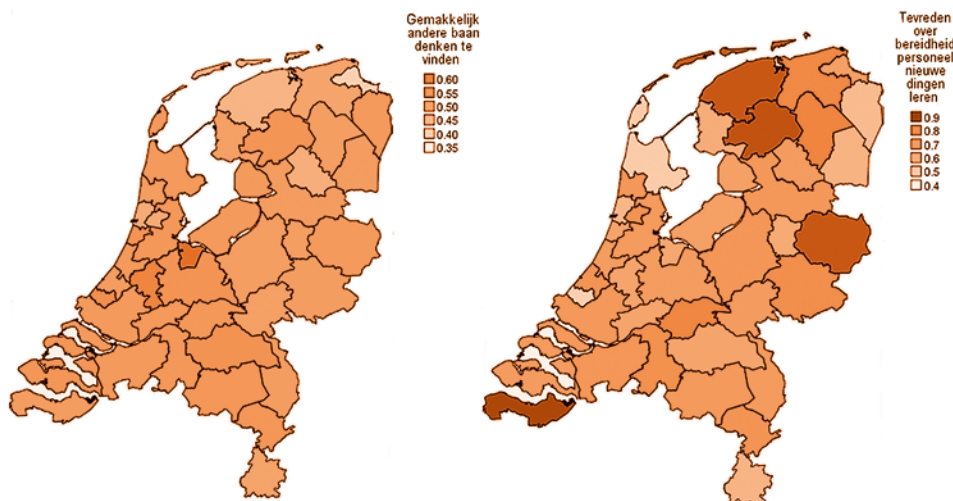 Gemakkelijk
andere baan
denken te
vinden
0.60
0.55
0.50
0.45
0.40
0.35
Tevreden
over
bereidheid
personeel
nieuwe
dingen
leren
0.9
0.8
0.7
0.6
0.5
0.4